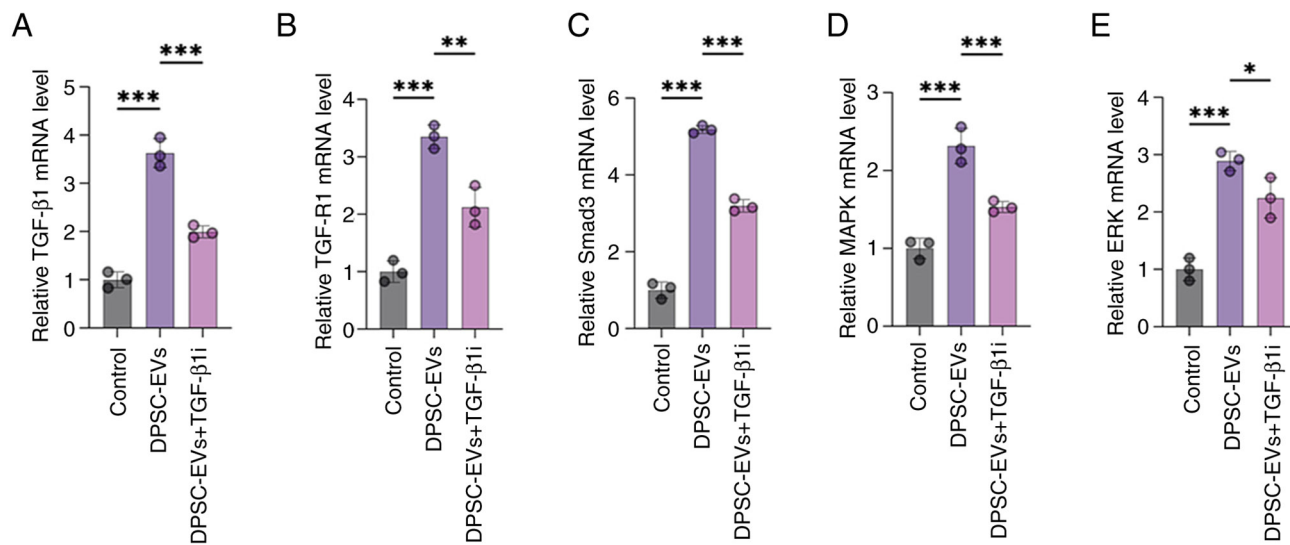 A
Relative TGF-β1 mRNA level
5
4
3
2
1
0
***
***
Control
DPSC-EVs
DPSC-EVs+TGF-β1i
B
Relative TGF-R1 mRNA level
4
3
2
1
0
***
**
Control
DPSC-EVs
DPSC-EVs+TGF-β1i
C
Relative Smad3 mRNA level
6
4
2
0
***
***
Control
DPSC-EVs
DPSC-EVs+TGF-β1i
D
Relative MAPK mRNA level
3
2
1
0
***
***
Control
DPSC-EVs
DPSC-EVs+TGF-β1i
E
Relative ERK mRNA level
4
3
2
1
0
***
*
Control
DPSC-EVs
DPSC-EVs+TGF-β1i